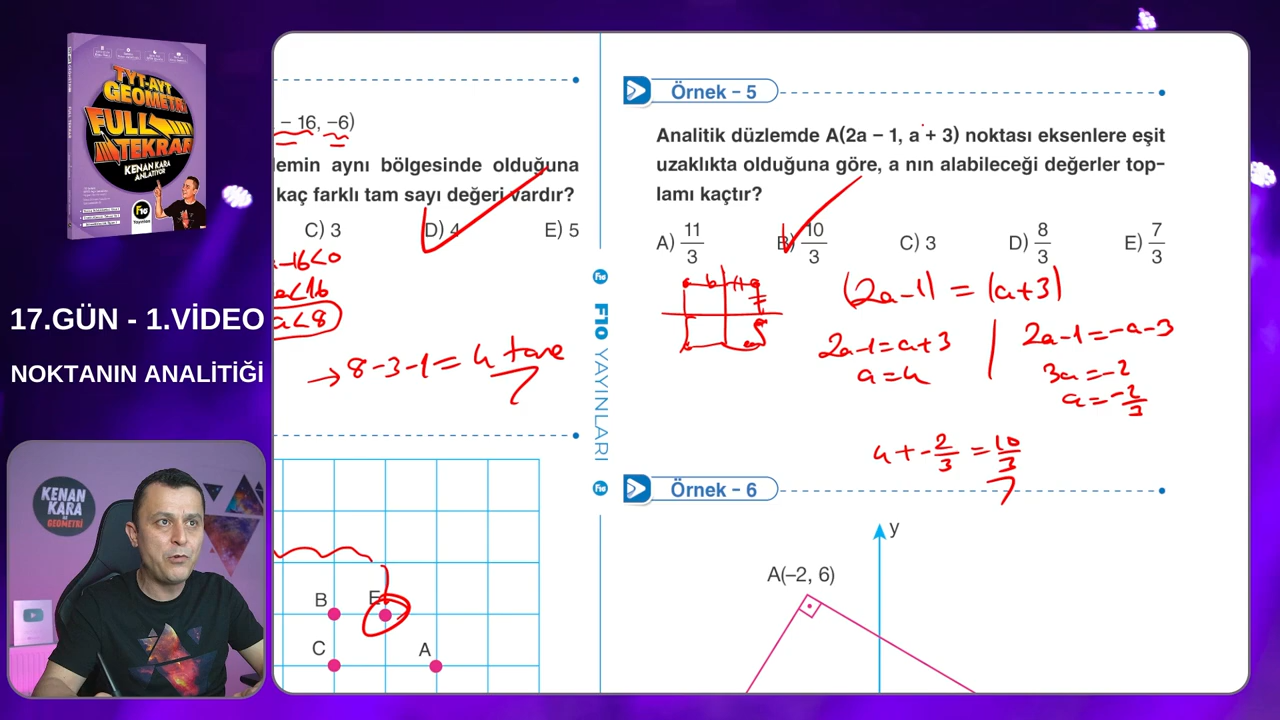 TYT-AYT
GEOMETRİ
FULL
TEKRAR
KENAN KARA
ANLATIYOR
F10
17.GÜN - 1.VİDEO
NOKTANIN ANALİTİĞİ
KENAN
KARA
GEOMETRİ
– 16, –6)
lemin aynı bölgesinde olduğuna
kaç farklı tam sayı değeri vardır?
C) 3
D) 4
E) 5
-16<0
a<16
a<8
→ 8-3-1 = 4 tane
B
E
C
A
F10
F10 YAYINLARI
F10
Örnek – 5
Analitik düzlemde A(2a – 1, a + 3) noktası eksenlere eşit
uzaklıkta olduğuna göre, a nın alabileceği değerler top-
lamı kaçtır?
A) 11/3
B) 10/3
C) 3
D) 8/3
E) 7/3
|2a-1| = |a+3|
2a-1=a+3
a=4
2a-1=-a-3
3a=-2
a=-2/3
4+-2/3=10/3
Örnek – 6
y
A(–2, 6)